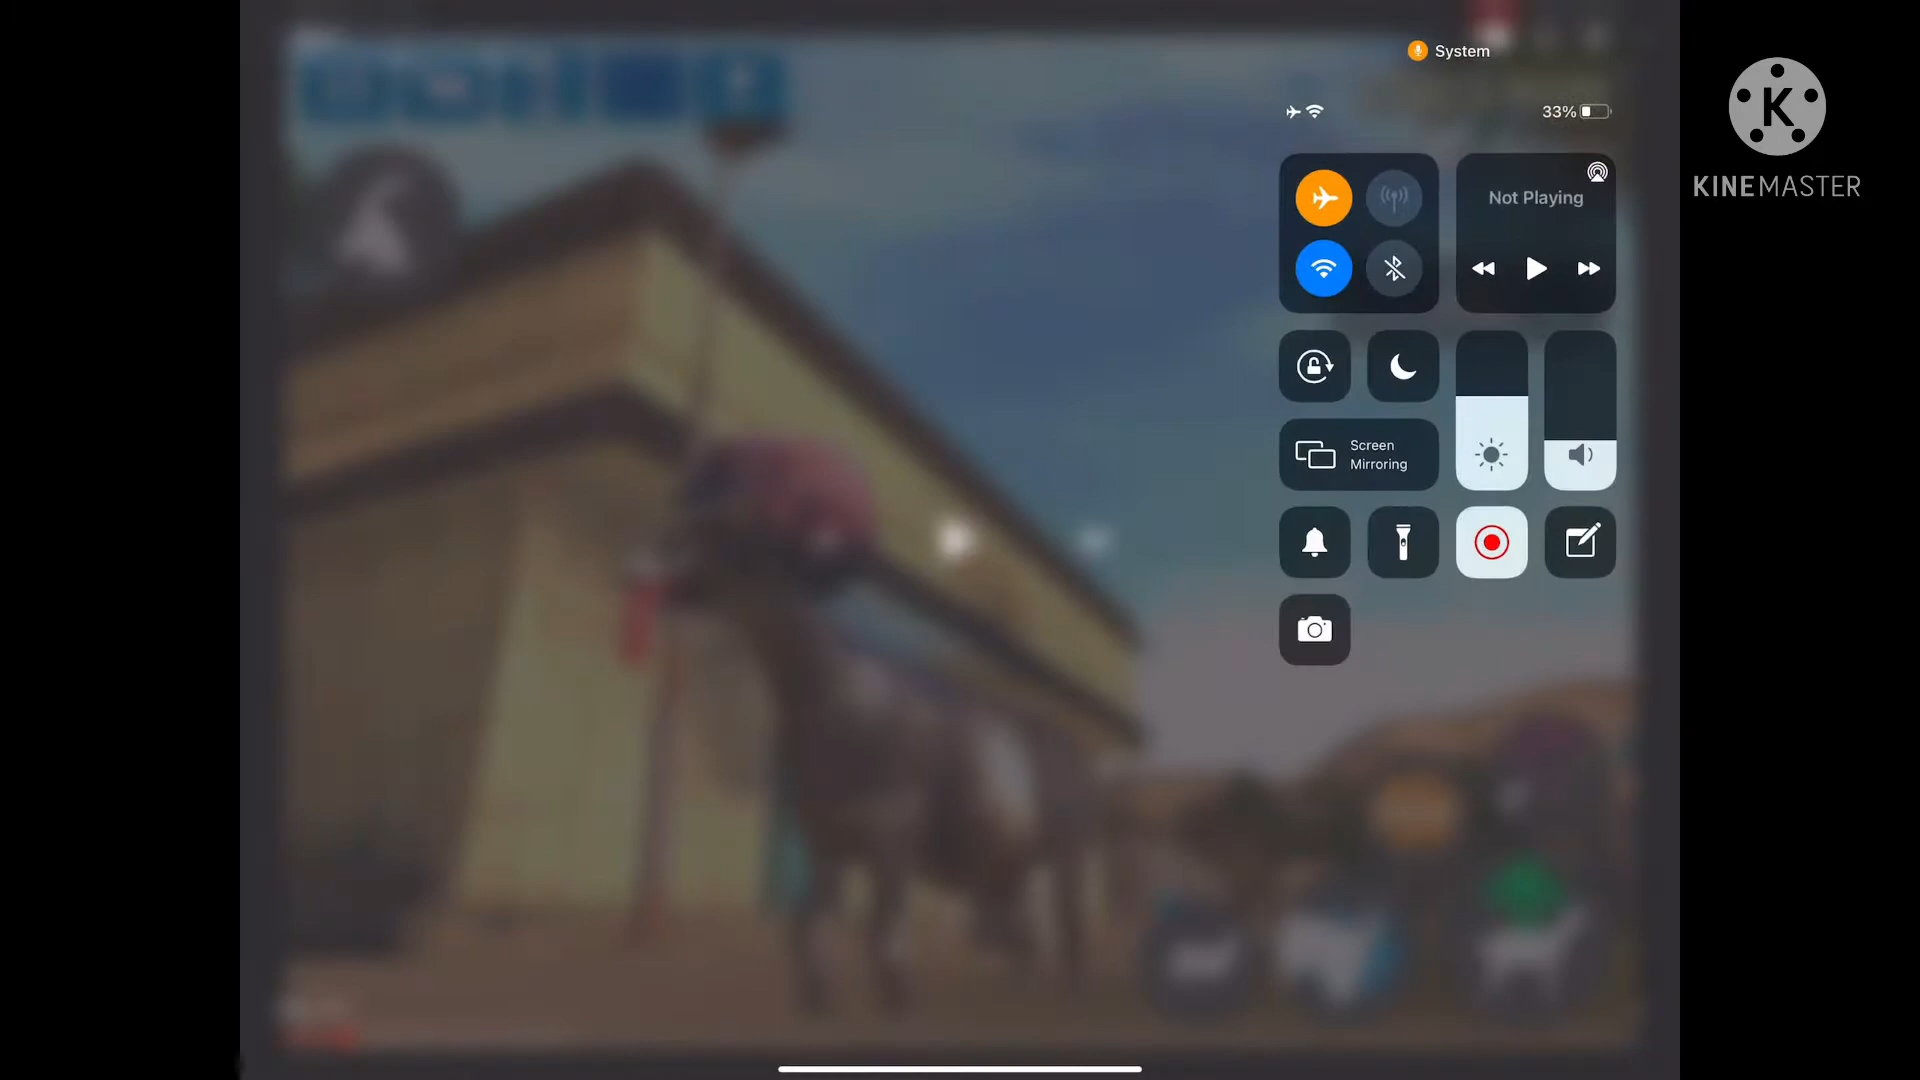 System
33%
Not Playing
Screen
Mirroring
K
KINEMASTER